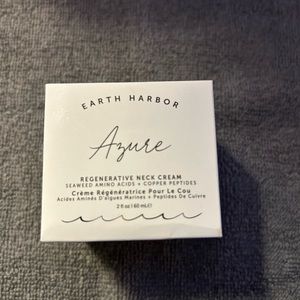 EARTH HARBOR
Azure
REGENERATIVE NECK CREAM
SEAWEED AMINO ACIDS + COPPER PEPTIDES
Crème Régénératrice Pour Le Cou
Acides Aminés D'algues Marines + Peptides De Cuivre
2 fl oz | 60 mL ℮